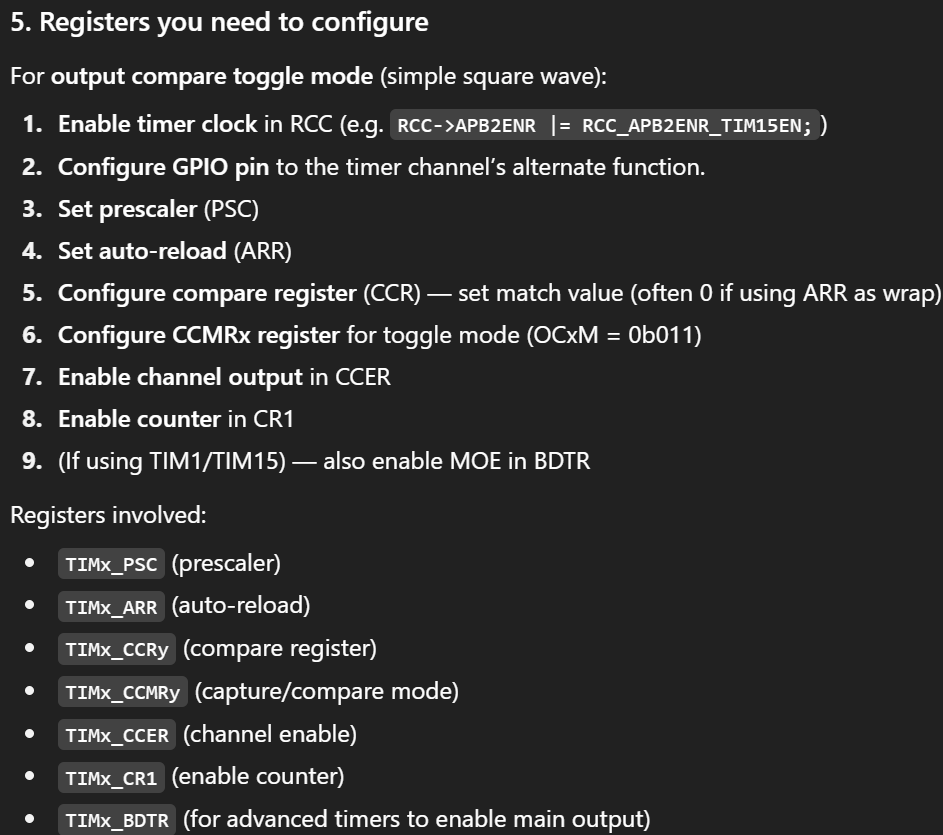 5. Registers you need to configure
For output compare toggle mode (simple square wave):
1. Enable timer clock in RCC (e.g. RCC->APB2ENR |= RCC_APB2ENR_TIM15EN; )
2. Configure GPIO pin to the timer channel’s alternate function.
3. Set prescaler (PSC)
4. Set auto-reload (ARR)
5. Configure compare register (CCR) — set match value (often 0 if using ARR as wrap)
6. Configure CCMRx register for toggle mode (OCxM = 0b011)
7. Enable channel output in CCER
8. Enable counter in CR1
9. (If using TIM1/TIM15) — also enable MOE in BDTR
Registers involved:
• TIMx_PSC (prescaler)
• TIMx_ARR (auto-reload)
• TIMx_CCRy (compare register)
• TIMx_CCMRy (capture/compare mode)
• TIMx_CCER (channel enable)
• TIMx_CR1 (enable counter)
• TIMx_BDTR (for advanced timers to enable main output)